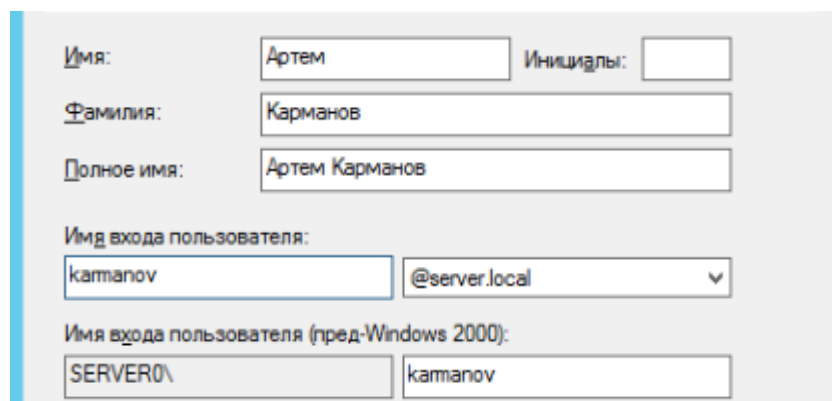 Имя: Артем Инициалы:
Фамилия: Карманов
Полное имя: Артем Карманов
Имя входа пользователя:
karmanov @server.local
Имя входа пользователя (пред-Windows 2000):
SERVER0\ karmanov